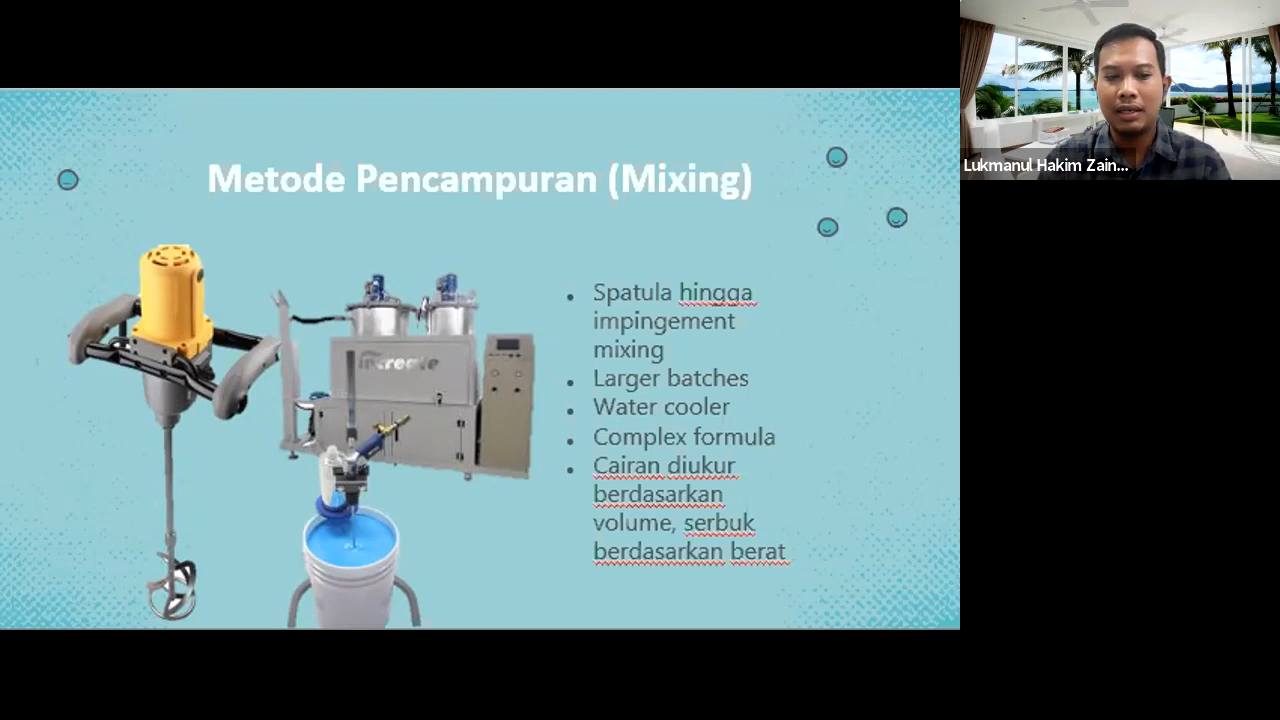 Metode Pencampuran (Mixing)
Spatula hingga
impingement
mixing
Larger batches
Water cooler
Complex formula
Cairan diukur
berdasarkan
volume, serbuk
berdasarkan berat
Lukmanul Hakim Zain...